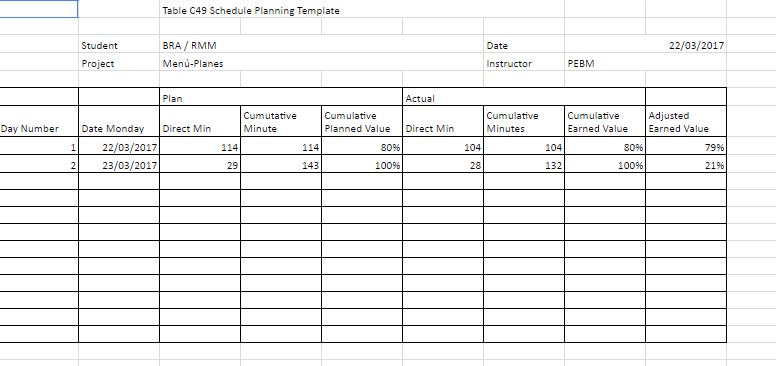 Table C49 Schedule Planning Template
Student BRA / RMM Date 22/03/2017
Project Menú-Planes Instructor PEBM
Plan Actual
Day Number Date Monday Direct Min Cumutative Minute Cumulative Planned Value Direct Min Cumulative Minutes Cumulative Earned Value Adjusted Earned Value
1 22/03/2017 114 114 80% 104 104 80% 79%
2 23/03/2017 29 143 100% 28 132 100% 21%